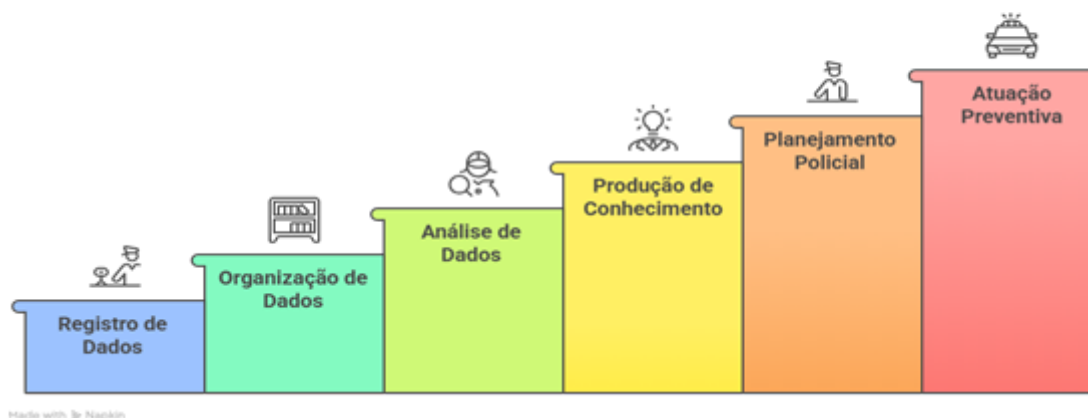 Registro de
Dados
Organização de
Dados
Análise de
Dados
Produção de
Conhecimento
Planejamento
Policial
Atuação
Preventiva
Made with Napkin